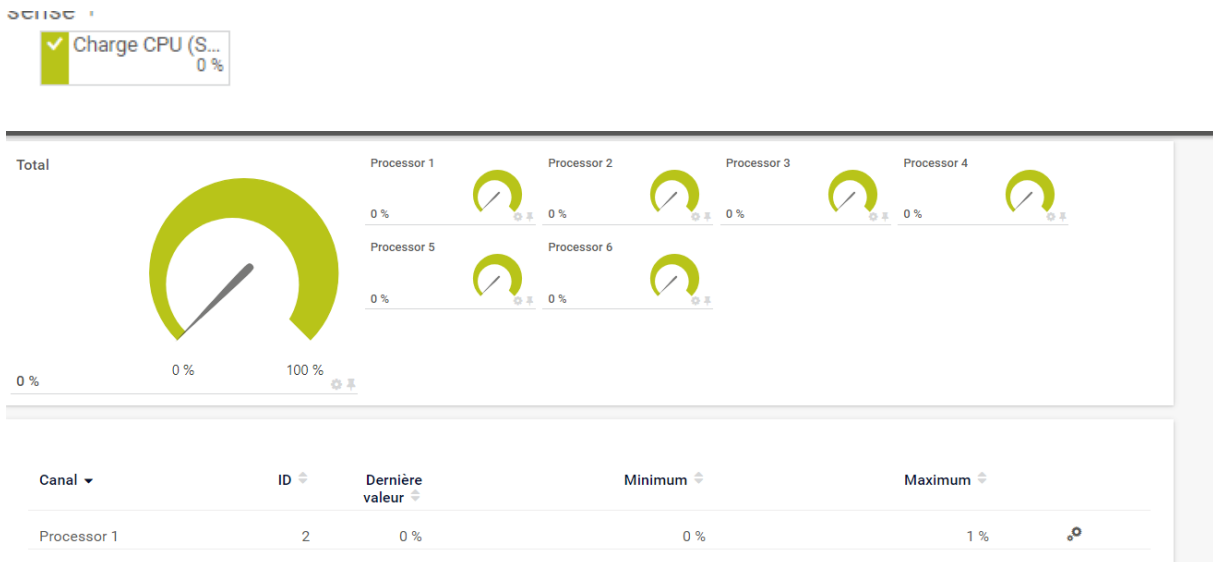 sense
Charge CPU (S...
0 %
Total
0 %
100 %
0 %
Processor 1
0 %
Processor 2
0 %
Processor 3
0 %
Processor 4
0 %
Processor 5
0 %
Processor 6
0 %
Canal ID Dernière valeur Minimum Maximum
Processor 1 2 0 % 0 % 1 %